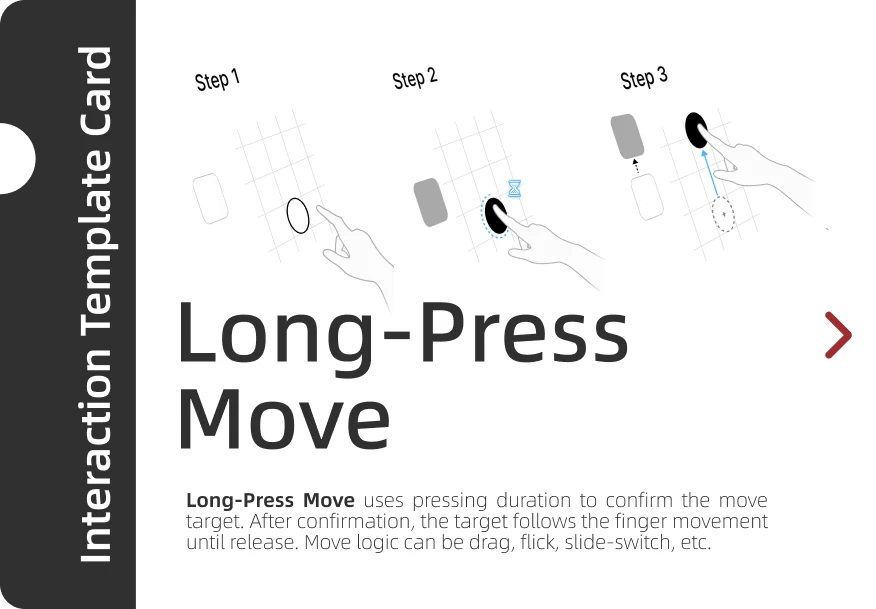 Interaction Template Card
Step 1
Step 2
Step 3
Long-Press
Move
Long-Press Move uses pressing duration to confirm the move
target. After confirmation, the target follows the finger movement
until release. Move logic can be drag, flick, slide-switch, etc.